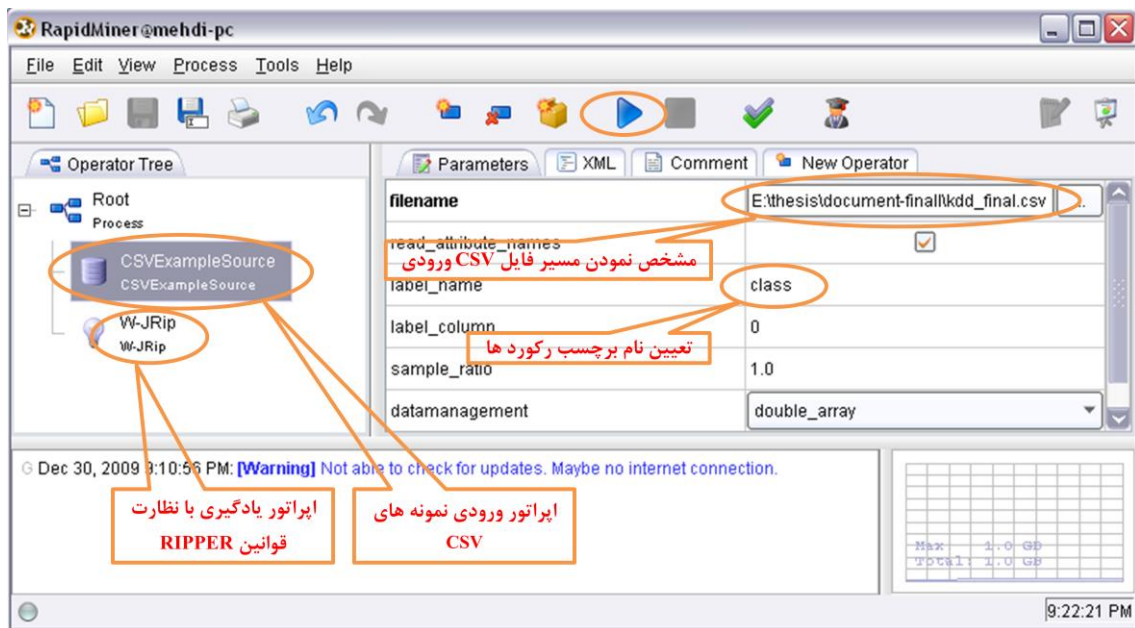 RapidMiner@mehdi-pc
File Edit View Process Tools Help
Operator Tree
Root
Process
CSVExampleSource
CSVExampleSource
W-JRip
W-JRip
Parameters XML Comment New Operator
filename E:\thesis\document-finall\kdd_final.csv ...
read_attribute_names
مشخص نمودن مسیر فایل CSV ورودی
label_name class
label_column 0
تعیین نام برچسب رکورد ها
sample_ratio 1.0
datamanagement double_array
G Dec 30, 2009 9:10:56 PM: [Warning] Not able to check for updates. Maybe no internet connection.
اپراتور یادگیری با نظارت
قوانین RIPPER
اپراتور ورودی نمونه های
CSV
Max: 1.0 GB
Total: 1.0 GB
9:22:21 PM